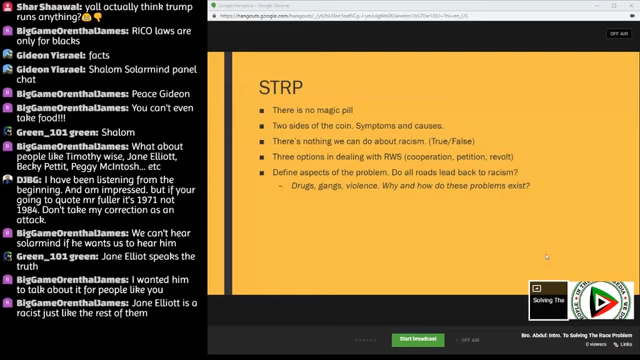 Shar Shaawal: yall actually think trump
runs anything?
BigGameOrenthalJames: RICO laws are
only for blacks
Gideon Yisrael: facts
Gideon Yisrael: Shalom Solarmind panel
chat
BigGameOrenthalJames: Peace Gideon
BigGameOrenthalJames: You can't even
take food!!!
Green_101 green: Shalom
BigGameOrenthalJames: What about
people like Timothy wise, Jane Elliott,
Becky Pettit, Peggy McIntosh... etc
DJBG: I have been listening from the
beginning. And am impressed. but if your
going to quote mr fuller it's 1971 not
1984. Don't take my correction as an
attack.
BigGameOrenthalJames: We can't hear
solarmind if he wants us to hear him
Green_101 green: Jane Elliot speaks the
truth
BigGameOrenthalJames: I wanted him
to talk about it for people like you
BigGameOrenthalJames: Jane Elliott is a
racist just like the rest of them
Google Hangouts - Google Chrome
OFF AIR
STRP
■ There is no magic pill
■ Two sides of the coin. Symptoms and causes.
■ There's nothing we can do about racism. (True/False)
■ Three options in dealing with RWS (cooperation, petition, revolt)
■ Define aspects of the problem. Do all roads lead back to racism?
– Drugs, gangs, violence. Why and how do these problems exist?
Solving The
Start broadcast
OFF AIR
Bro. Abdul: Intro. To Solving The Race Problem
0 viewers
Links